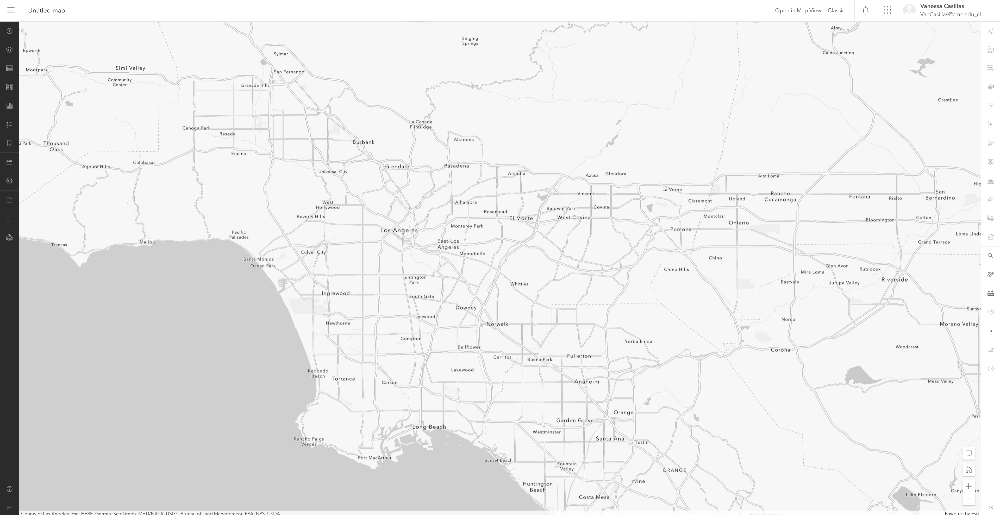 Untitled map
Open in Map Viewer Classic
Vanessa Casillas
VanCasillas@cmc.edu_cl...
Alray
Singing
Springs
Epworth
Cajon Junction
Sylmar
Simi Valley
Moorpark
San Fernando
Community
Center
Granada Hills
Crestline
La Canada
Flintridge
Canoga Park
Reseda
Altadena
Burbank
u Park
Thousand
Oaks
Encino
Calabasas
Agoura Hills
Glendale
Pasadena
Universal City
Arcadia
Azusa
Glendora
Alta Loma
Hig
La Verne
Vincent
Rancho
Cucamonga
San
Bernardino
Fontana
Rialto
Upland
Claremont
West
Hollywood
Alhambra
Baldwin Park
Covina
Rosemead
Beverly Hills
El Monte
West Covina
Montclair
Colton
Bloomington
Ontario
Monterey Park
Los Angeles
Pomona
Pacific
Palisades
Loma Linda
Malibu
Trancas
East Los
Angeles
Grand Terrace
Culver City
Montebello
Santa Monica
Chino
Ocean Park
Chino Hills
Glen Avon
Rubidoux
Mira Loma
Huntington
Park
Riverside
Eastvale
Jurupa Valley
Whittier
Inglewood
South Gate
Downey
Sunnyr
Lynwood
Norco
Hawthorne
Norwalk
Moreno Valley
Compton
Yorba Linda
Bellflower
Woodcrest
Corona
Cerritos
Fullerton
Buena Park
Lakewood
Redondo
Beach
Torrance
Carson
Anaheim
Mead Valley
Orange
Perr
Garden Grove
Long Beach
Westminster
Rancho Palos
Verdes
Santa Ana
Tustin
Fort MacArthur
Sunset Beach
Fountain
Valley
ORANGE
Irvine
Huntington
Beach
Costa Mesa
Lake Elsinore
Rancho Santa
County of Los Angeles, Esri, HERE, Garmin, SafeGraph, METI/NASA, USGS, Bureau of Land Management, EPA, NPS, USDA
Powered by Esri